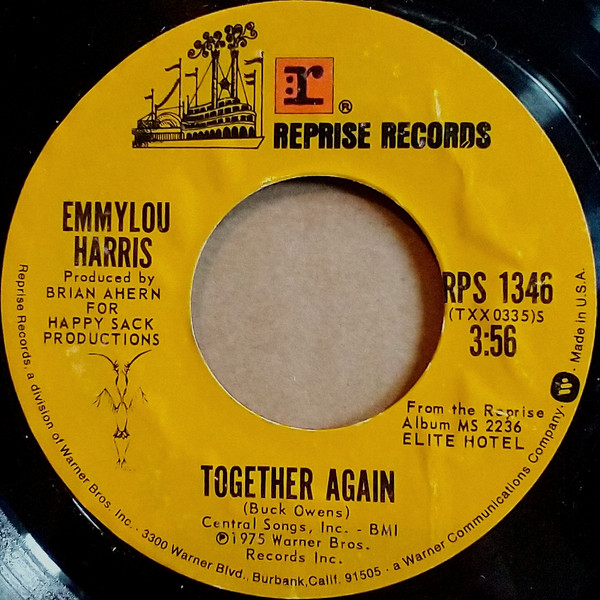 r ®
REPRISE RECORDS
EMMYLOU
HARRIS
Produced by
BRIAN AHERN
FOR
HAPPY SACK
PRODUCTIONS
RPS 1346
(TXX0335)S
3:56
From the Reprise
Album MS 2236
ELITE HOTEL
TOGETHER AGAIN
(Buck Owens)
Central Songs, Inc. - BMI
℗1975 Warner Bros.
Records Inc.
Reprise Records, a division of Warner Bros. Inc. · 3300 Warner Blvd., Burbank, Calif. 91505 · a Warner Communications Company · Made in U.S.A.